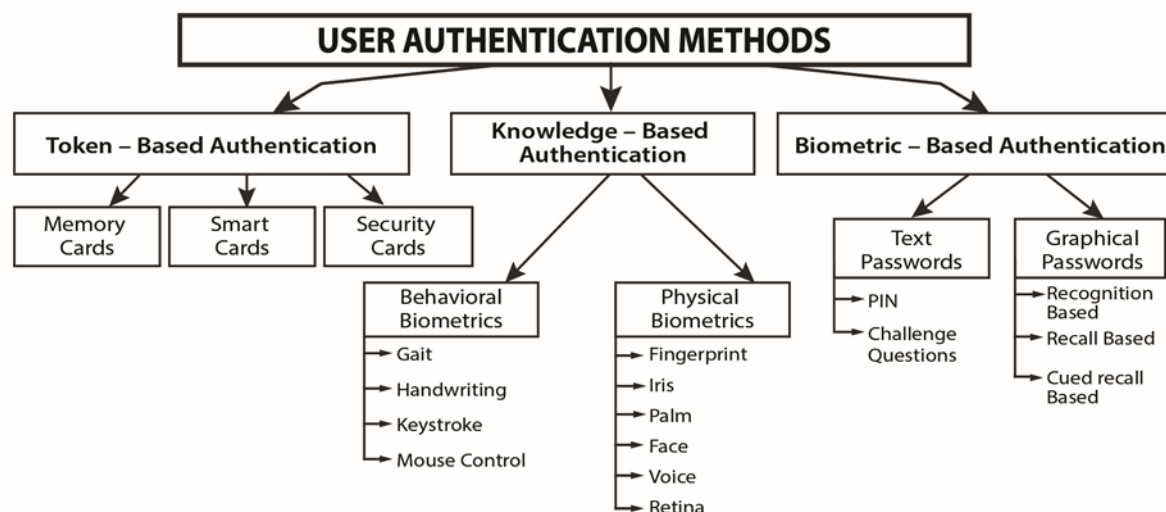 USER AUTHENTICATION METHODS
Token – Based Authentication
Knowledge – Based
Authentication
Biometric – Based Authentication
Memory
Cards
Smart
Cards
Security
Cards
Behavioral
Biometrics
Gait
Handwriting
Keystroke
Mouse Control
Physical
Biometrics
Fingerprint
Iris
Palm
Face
Voice
Retina
Text
Passwords
PIN
Challenge
Questions
Graphical
Passwords
Recognition
Based
Recall Based
Cued recall
Based